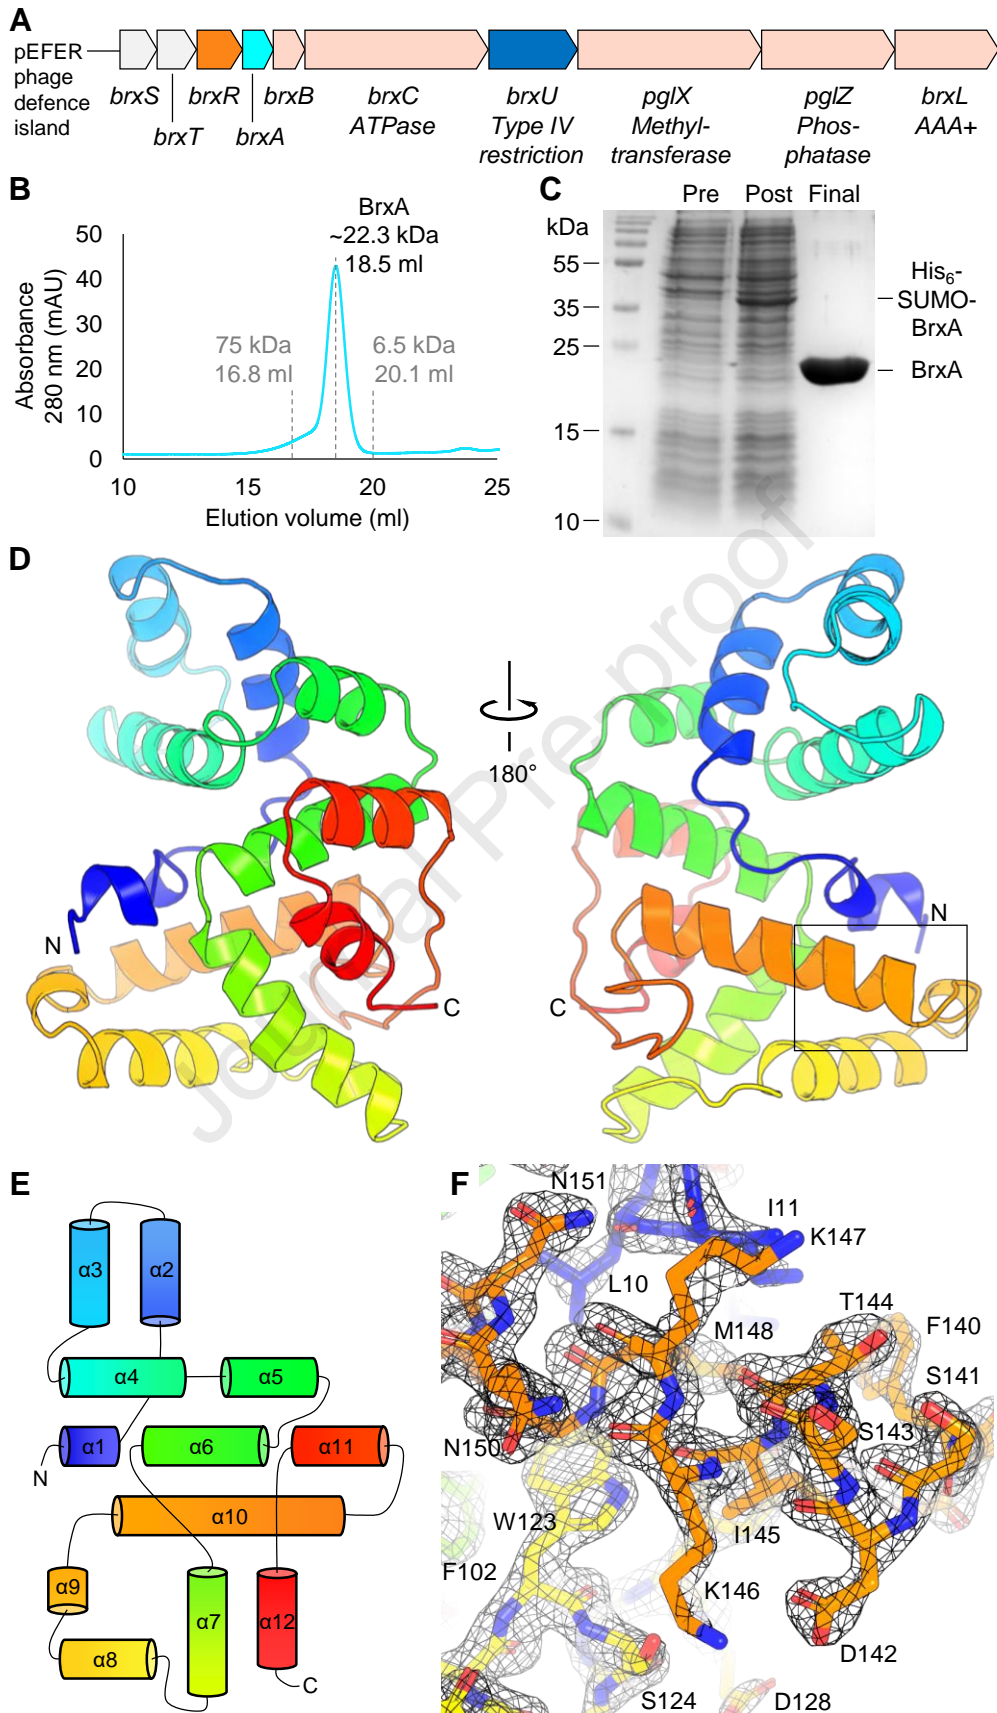 A
pEFER
phage
defence
island
brxS
brxT
brxR
brxA
brxB
brxC
ATPase
brxU
Type IV
restriction
pglX
Methyl-
transferase
pglZ
Phos-
phatase
brxL
AAA+
B
Absorbance
280 nm (mAU)
50
40
30
20
10
0
BrxA
~22.3 kDa
18.5 ml
75 kDa
16.8 ml
6.5 kDa
20.1 ml
10
15
20
25
Elution volume (ml)
C
Pre
Post
Final
kDa
55
35
25
15
10
His6-
SUMO-
BrxA
BrxA
D
N
C
180°
N
C
Journal Pre-proof
E
α3
α2
α4
α5
α1
α6
α11
N
α10
α9
α7
α12
α8
C
F
N151
I11
K147
L10
T144
M148
F140
S141
S143
N150
W123
I145
F102
K146
D142
S124
D128